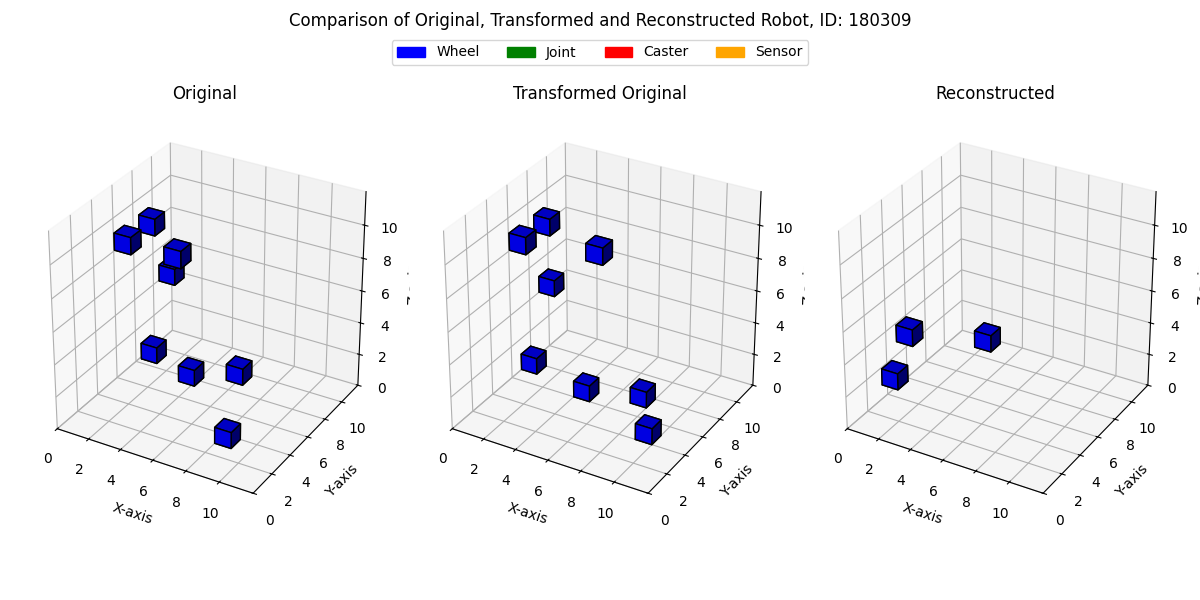 Comparison of Original, Transformed and Reconstructed Robot, ID: 180309
Wheel Joint Caster Sensor
Original Transformed Original Reconstructed
10 10 10
8 8 8
6 6 6
4 4 4
2 2 2
0 0 0
10 10 10
8 8 8
6 6 6
4 4 4
2 2 2
0 0 0
0 2 4 6 8 10 0 2 4 6 8 10 0 2 4 6 8 10
X-axis Y-axis X-axis Y-axis X-axis Y-axis